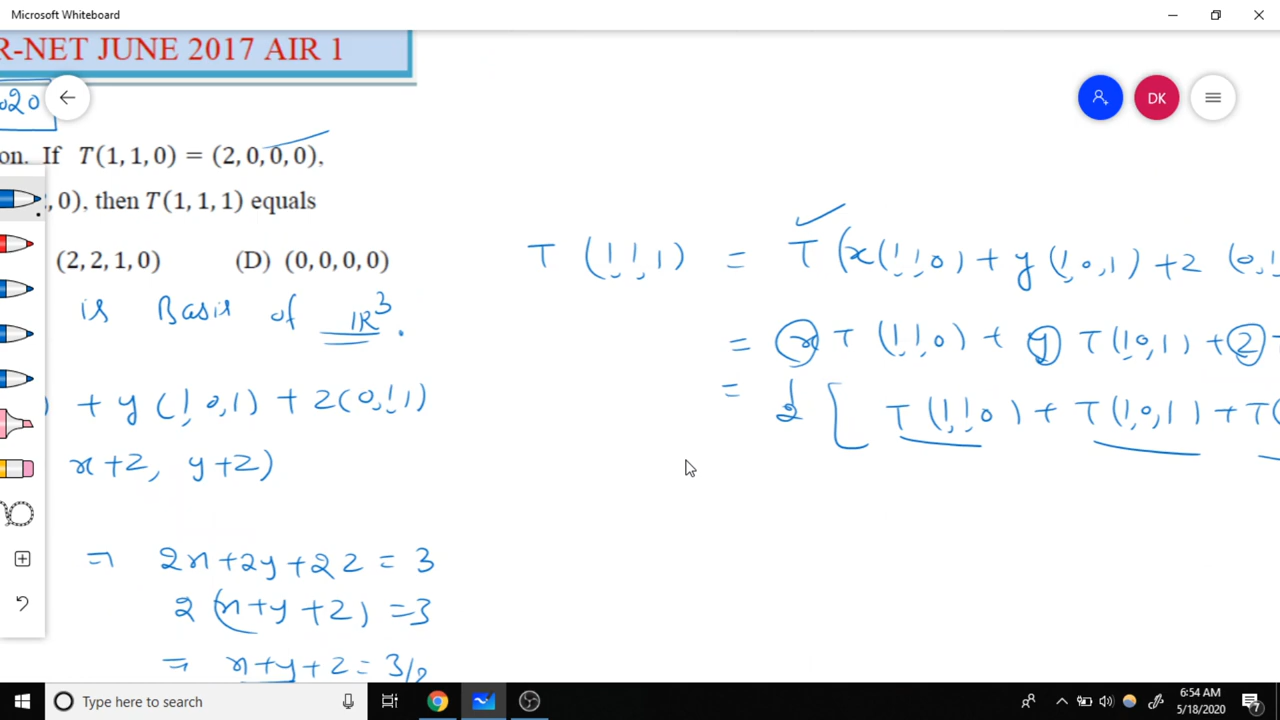 Microsoft Whiteboard
R-NET JUNE 2017 AIR 1
020
DK
on. If T(1,1,0) = (2,0,0,0),
,0), then T(1,1,1) equals
(2,2,1,0) (D) (0,0,0,0)
is Basis of IR³.
) + y (1,0,1) + z(0,1,1)
x+z, y+z)
⇒ 2x+2y+2z = 3
2 (x+y+z) = 3
⇒ x+y+z = 3/2
T (1,1,1) = T (x(1,1,0) + y (1,0,1) + z (0,1,
= x T (1,1,0) + y T(1,0,1) + z T
= 1/2 [ T(1,1,0) + T(1,0,1) + T(
Type here to search
6:54 AM
5/18/2020
7